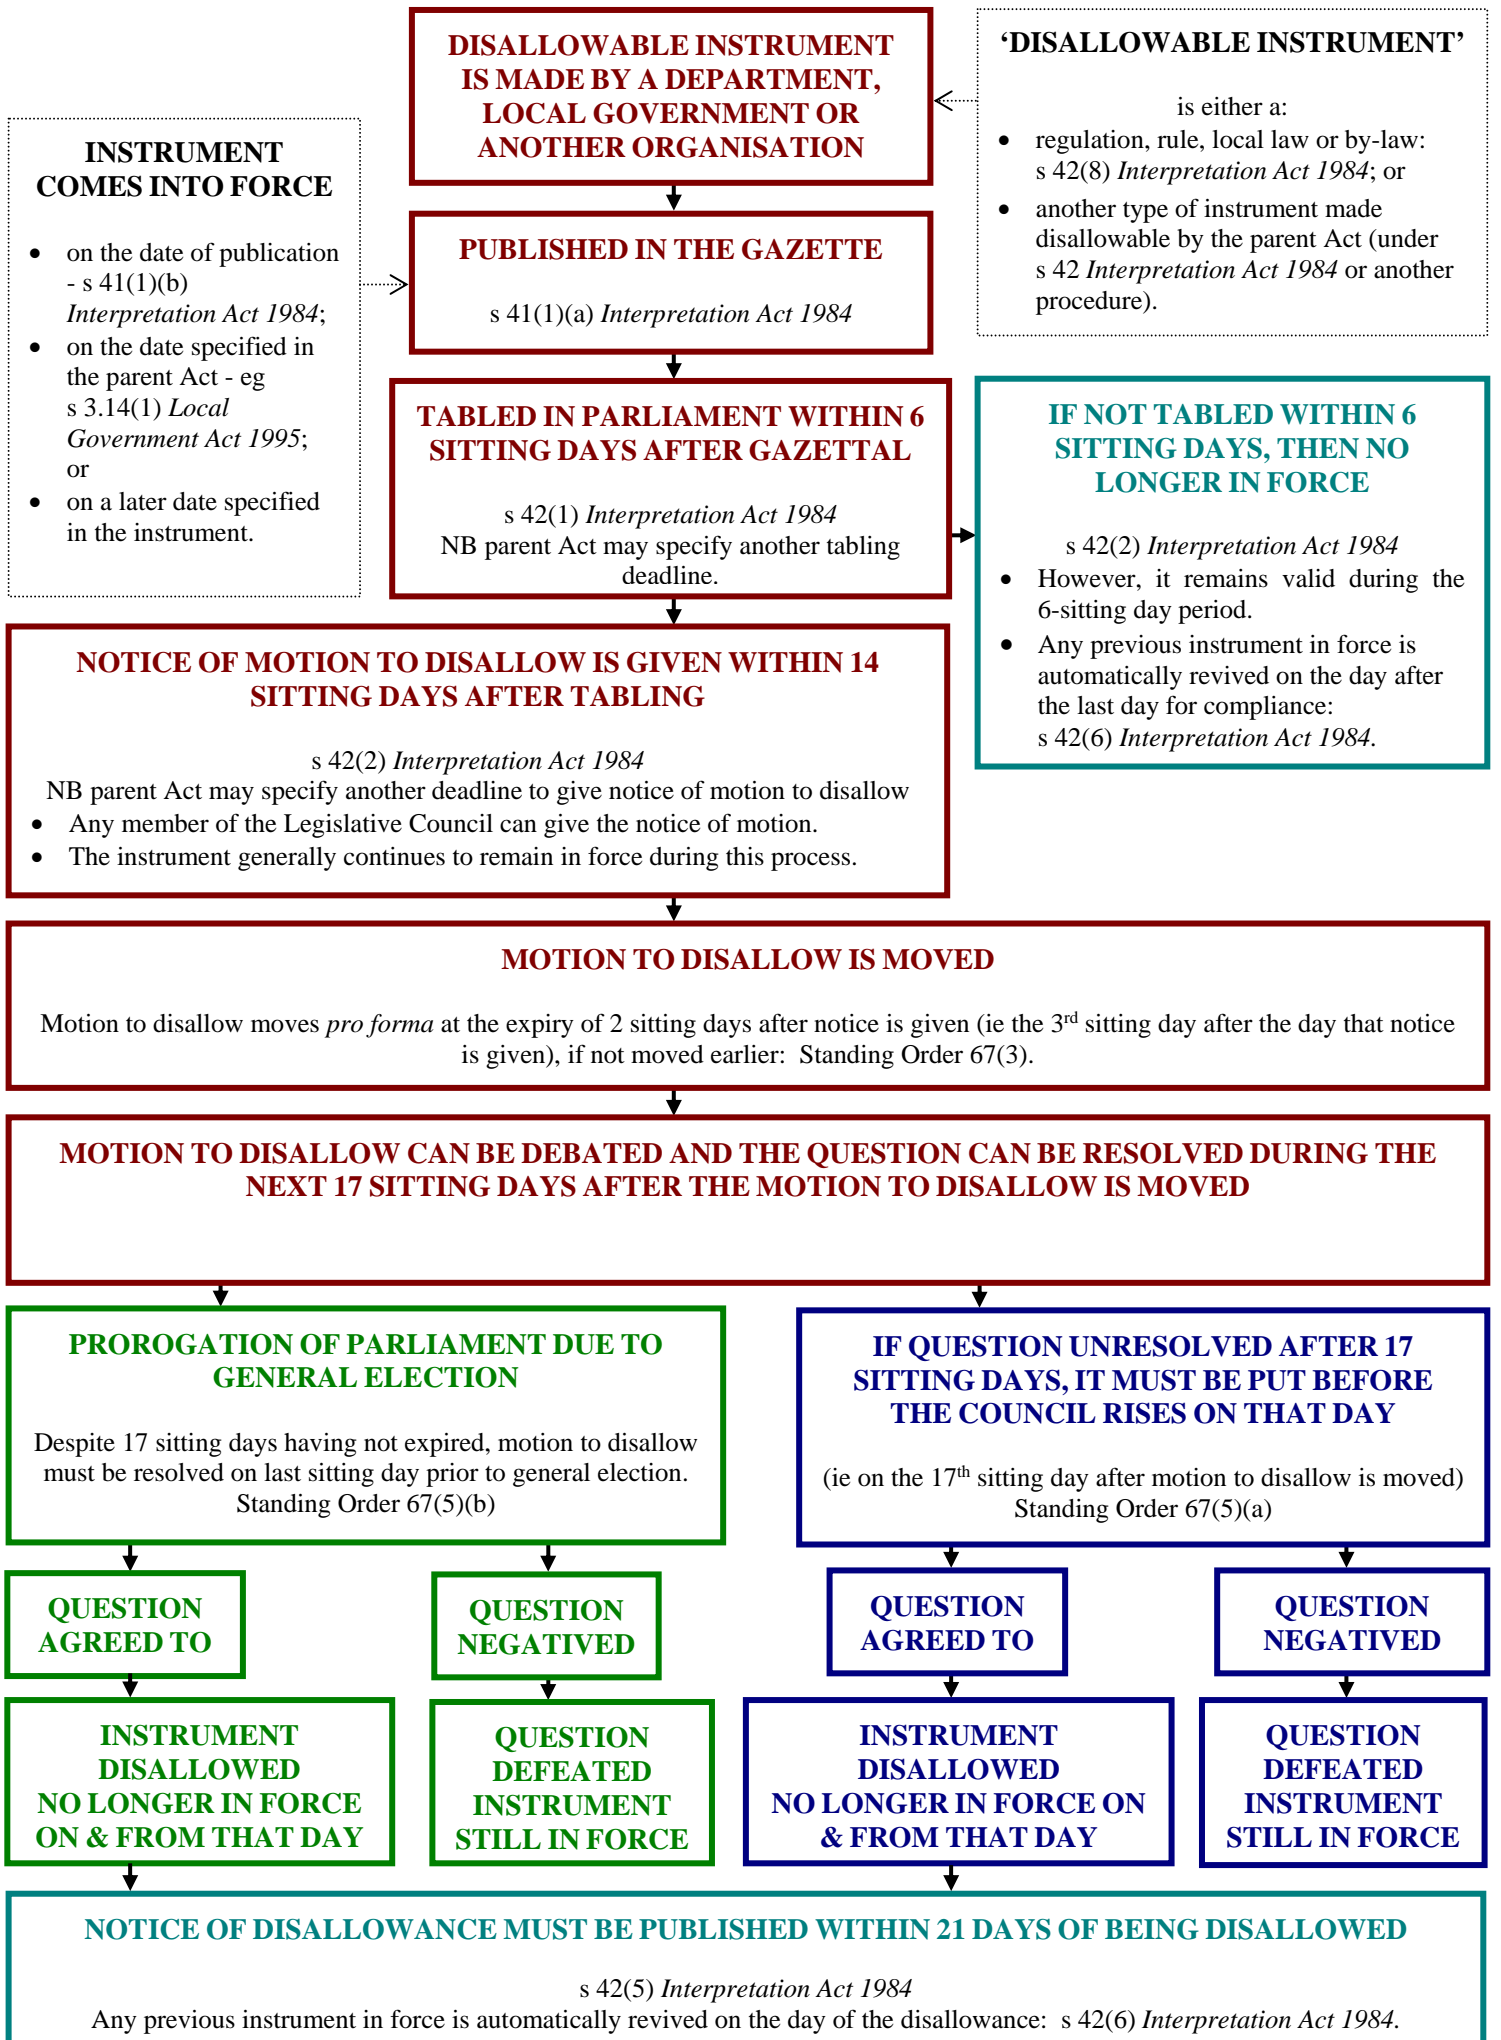 DISALLOWABLE INSTRUMENT
IS MADE BY A DEPARTMENT,
LOCAL GOVERNMENT OR
ANOTHER ORGANISATION
‘DISALLOWABLE INSTRUMENT’
is either a:
• regulation, rule, local law or by-law:
s 42(8) Interpretation Act 1984; or
• another type of instrument made
disallowable by the parent Act (under
s 42 Interpretation Act 1984 or another
procedure).
INSTRUMENT
COMES INTO FORCE
• on the date of publication
- s 41(1)(b)
Interpretation Act 1984;
• on the date specified in
the parent Act - eg
s 3.14(1) Local
Government Act 1995;
or
• on a later date specified
in the instrument.
PUBLISHED IN THE GAZETTE
s 41(1)(a) Interpretation Act 1984
TABLED IN PARLIAMENT WITHIN 6
SITTING DAYS AFTER GAZETTAL
s 42(1) Interpretation Act 1984
NB parent Act may specify another tabling
deadline.
IF NOT TABLED WITHIN 6
SITTING DAYS, THEN NO
LONGER IN FORCE
s 42(2) Interpretation Act 1984
• However, it remains valid during the
6-sitting day period.
• Any previous instrument in force is
automatically revived on the day after
the last day for compliance:
s 42(6) Interpretation Act 1984.
NOTICE OF MOTION TO DISALLOW IS GIVEN WITHIN 14
SITTING DAYS AFTER TABLING
s 42(2) Interpretation Act 1984
NB parent Act may specify another deadline to give notice of motion to disallow
• Any member of the Legislative Council can give the notice of motion.
• The instrument generally continues to remain in force during this process.
MOTION TO DISALLOW IS MOVED
Motion to disallow moves pro forma at the expiry of 2 sitting days after notice is given (ie the 3rd sitting day after the day that notice
is given), if not moved earlier: Standing Order 67(3).
MOTION TO DISALLOW CAN BE DEBATED AND THE QUESTION CAN BE RESOLVED DURING THE
NEXT 17 SITTING DAYS AFTER THE MOTION TO DISALLOW IS MOVED
PROROGATION OF PARLIAMENT DUE TO
GENERAL ELECTION
Despite 17 sitting days having not expired, motion to disallow
must be resolved on last sitting day prior to general election.
Standing Order 67(5)(b)
IF QUESTION UNRESOLVED AFTER 17
SITTING DAYS, IT MUST BE PUT BEFORE
THE COUNCIL RISES ON THAT DAY
(ie on the 17th sitting day after motion to disallow is moved)
Standing Order 67(5)(a)
QUESTION
AGREED TO
QUESTION
NEGATIVED
QUESTION
AGREED TO
QUESTION
NEGATIVED
INSTRUMENT
DISALLOWED
NO LONGER IN FORCE
ON & FROM THAT DAY
QUESTION
DEFEATED
INSTRUMENT
STILL IN FORCE
INSTRUMENT
DISALLOWED
NO LONGER IN FORCE ON
& FROM THAT DAY
QUESTION
DEFEATED
INSTRUMENT
STILL IN FORCE
NOTICE OF DISALLOWANCE MUST BE PUBLISHED WITHIN 21 DAYS OF BEING DISALLOWED
s 42(5) Interpretation Act 1984
Any previous instrument in force is automatically revived on the day of the disallowance: s 42(6) Interpretation Act 1984.